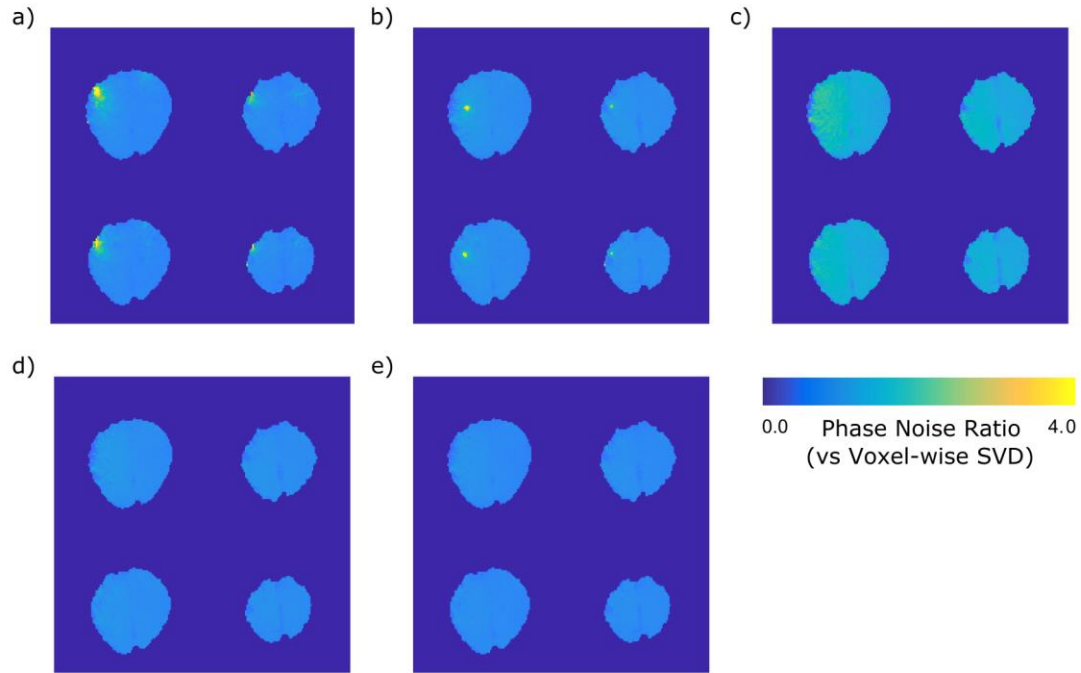 a)
b)
c)
d)
e)
0.0
4.0
Phase Noise Ratio
(vs Voxel-wise SVD)